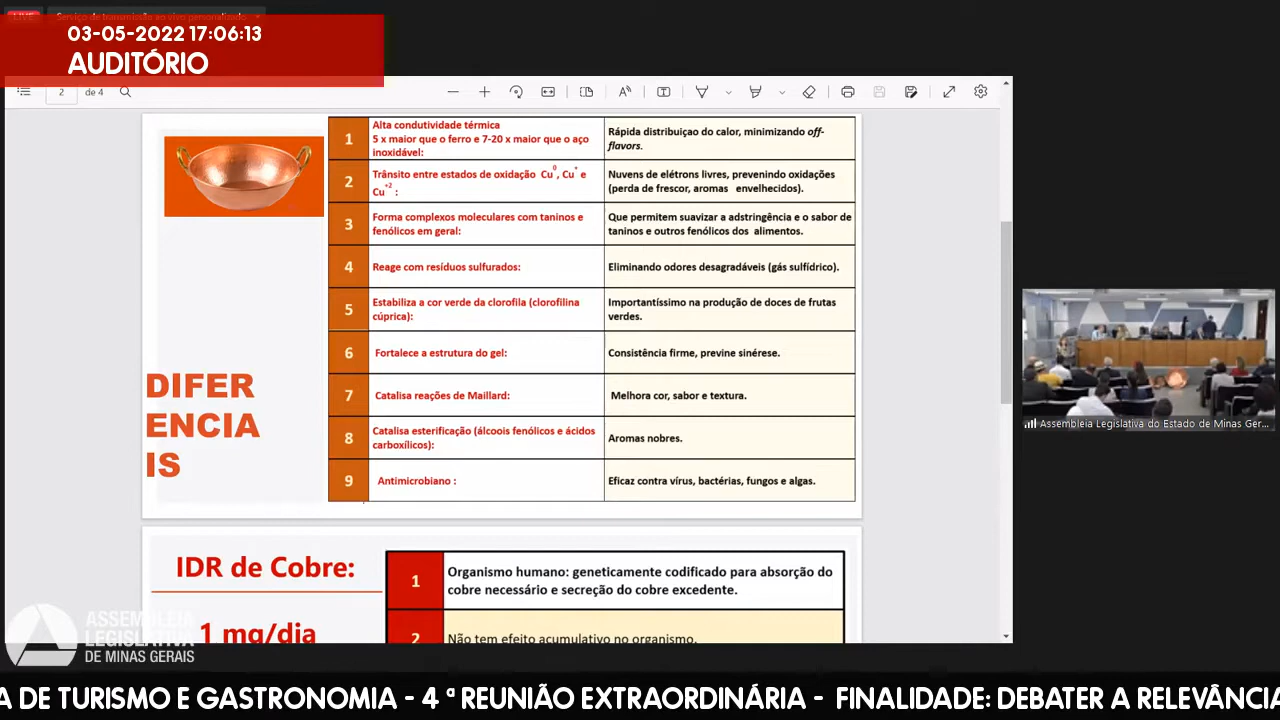 LIVE
Serviço de transmissão ao vivo personalizado
03-05-2022 17:06:13
AUDITÓRIO
2 de 4
DIFER
ENCIA
IS
1
Alta condutividade térmica
5 x maior que o ferro e 7-20 x maior que o aço
inoxidável:
Rápida distribuiçao do calor, minimizando off-
flavors.
2
Trânsito entre estados de oxidação Cu⁰, Cu⁺ e
Cu⁺² :
Nuvens de elétrons livres, prevenindo oxidações
(perda de frescor, aromas envelhecidos).
3
Forma complexos moleculares com taninos e
fenólicos em geral:
Que permitem suavizar a adstringência e o sabor de
taninos e outros fenólicos dos alimentos.
4
Reage com resíduos sulfurados:
Eliminando odores desagradáveis (gás sulfídrico).
5
Estabiliza a cor verde da clorofila (clorofilina
cúprica):
Importantíssimo na produção de doces de frutas
verdes.
6
Fortalece a estrutura do gel:
Consistência firme, previne sinérese.
7
Catalisa reações de Maillard:
Melhora cor, sabor e textura.
8
Catalisa esterificação (álcoois fenólicos e ácidos
carboxílicos):
Aromas nobres.
9
Antimicrobiano :
Eficaz contra vírus, bactérias, fungos e algas.
IDR de Cobre:
1 mg/dia
1
Organismo humano: geneticamente codificado para absorção do
cobre necessário e secreção do cobre excedente.
2
Não tem efeito acumulativo no organismo.
Assembleia Legislativa do Estado de Minas Ger...
ASSEMBLEIA
LEGISLATIVA
DE MINAS GERAIS
A DE TURISMO E GASTRONOMIA - 4 ª REUNIÃO EXTRAORDINÁRIA - FINALIDADE: DEBATER A RELEVÂNCIA